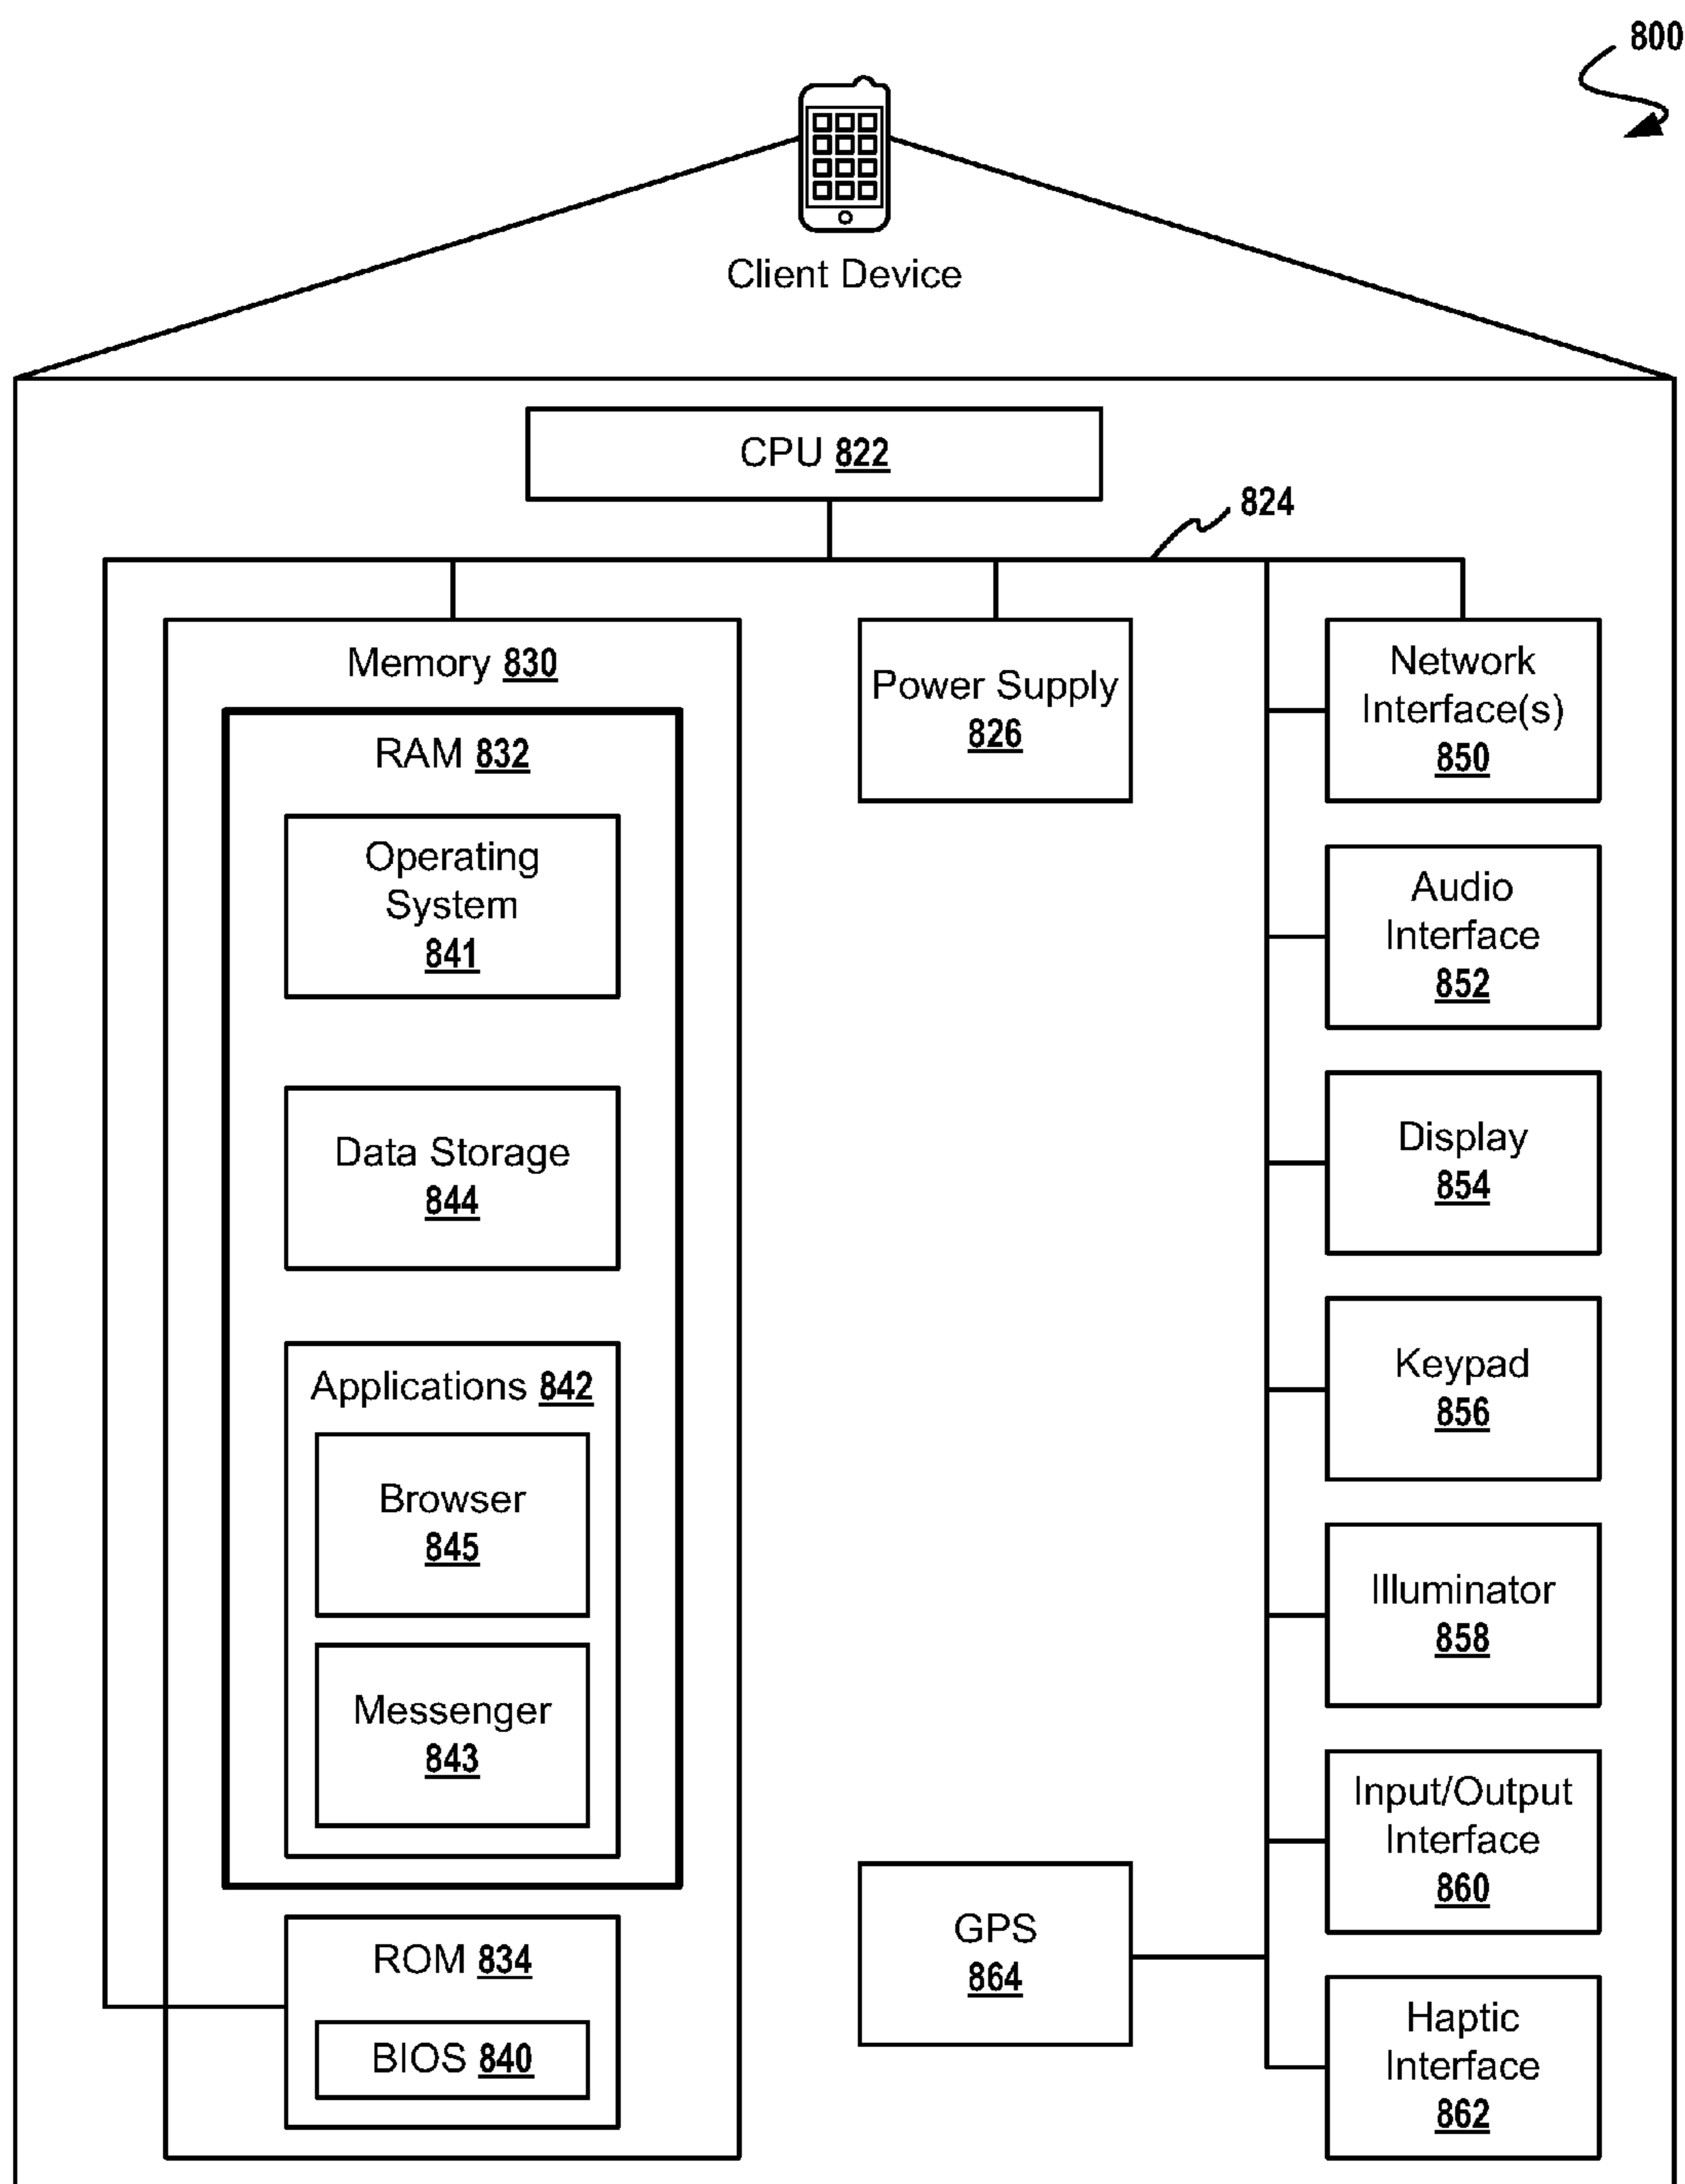 800
Client Device
CPU 822
824
Memory 830
RAM 832
Operating
System
841
Data Storage
844
Applications 842
Browser
845
Messenger
843
ROM 834
BIOS 840
Power Supply
826
GPS
864
Network
Interface(s)
850
Audio
Interface
852
Display
854
Keypad
856
Illuminator
858
Input/Output
Interface
860
Haptic
Interface
862